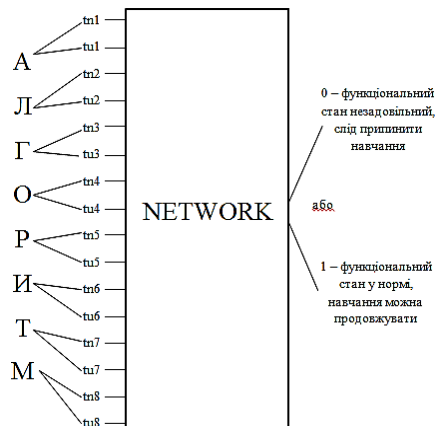 А
tn1
tu1
Л
tn2
tu2
Г
tn3
tu3
О
tn4
tu4
Р
tn5
tu5
И
tn6
tu6
Т
tn7
tu7
М
tn8
tu8
NETWORK
0 – функціональний
стан незадовільний,
слід припинити
навчання
або
1 – функціональний
стан у нормі,
навчання можна
продовжувати